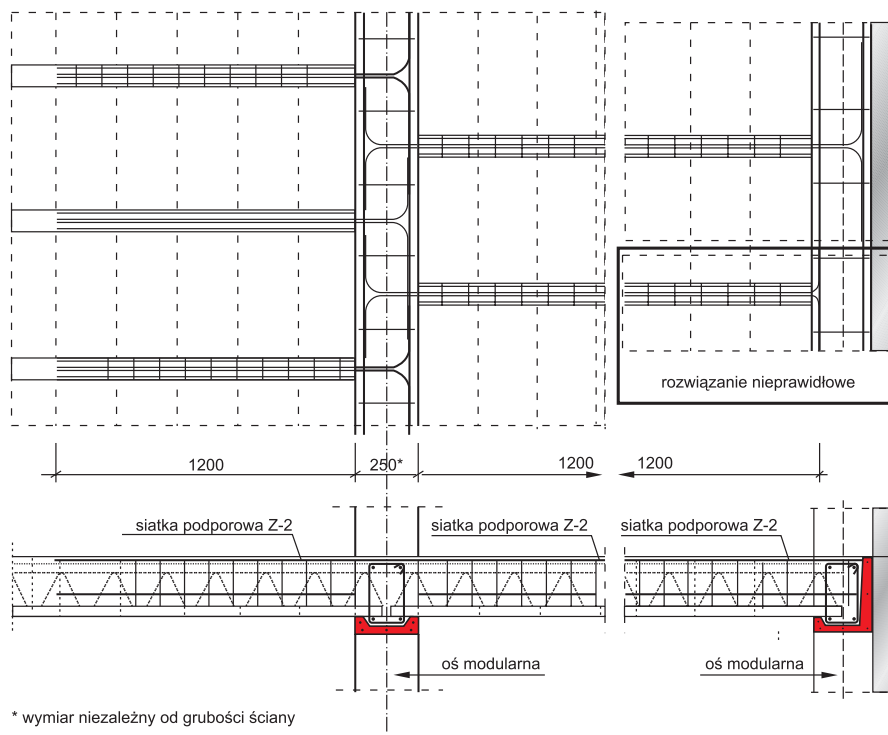 rozwiązanie nieprawidłowe
1200
250*
1200
1200
siatka podporowa Z-2
siatka podporowa Z-2
siatka podporowa Z-2
oś modularna
oś modularna
* wymiar niezależny od grubości ściany